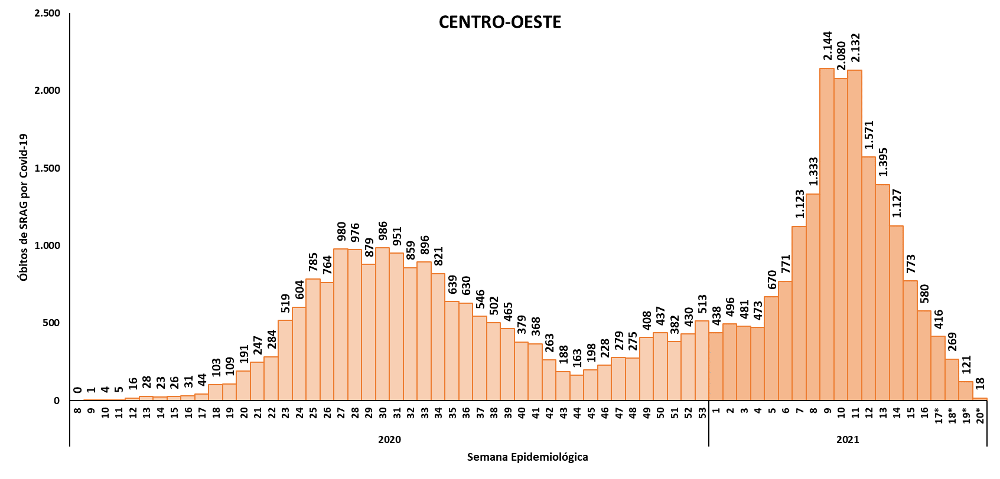 CENTRO-OESTE
Óbitos de SRAG por Covid-19
2.500
2.000
1.500
1.000
500
0
0 1 4 5 16 28 23 26 31 44 103 109 191 247 284 519 604 785 764 980 976 879 986 951 859 896 821 639 630 546 502 465 379 368 263 188 163 198 228 279 275 408 437 382 430 513 438 496 481 473 670 771 1.123 1.333 2.144 2.080 2.132 1.571 1.395 1.127 773 580 416 269 121 18
8 9 10 11 12 13 14 15 16 17 18 19 20 21 22 23 24 25 26 27 28 29 30 31 32 33 34 35 36 37 38 39 40 41 42 43 44 45 46 47 48 49 50 51 52 53 1 2 3 4 5 6 7 8 9 10 11 12 13 14 15 16 17* 18* 19* 20*
2020 2021
Semana Epidemiológica